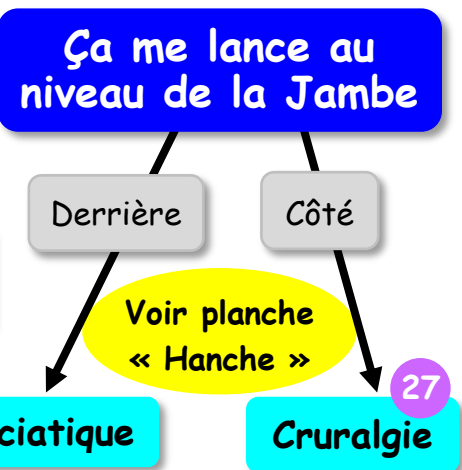 Ça me lance au
niveau de la Jambe
Derrière
Côté
Voir planche
« Hanche »
27
ciatique
Cruralgie